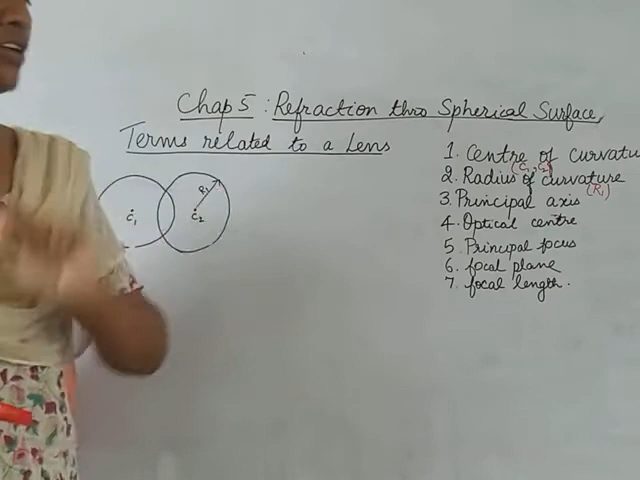 Chap 5 : Refraction thro Spherical Surface,
Terms related to a Lens
1. Centre of curvatu
(C₁, C₂)
2. Radius of curvature
(R₁)
3. Principal axis
4. Optical centre
5. Principal focus
6. focal plane
7. focal length.
R₁
C₁ C₂